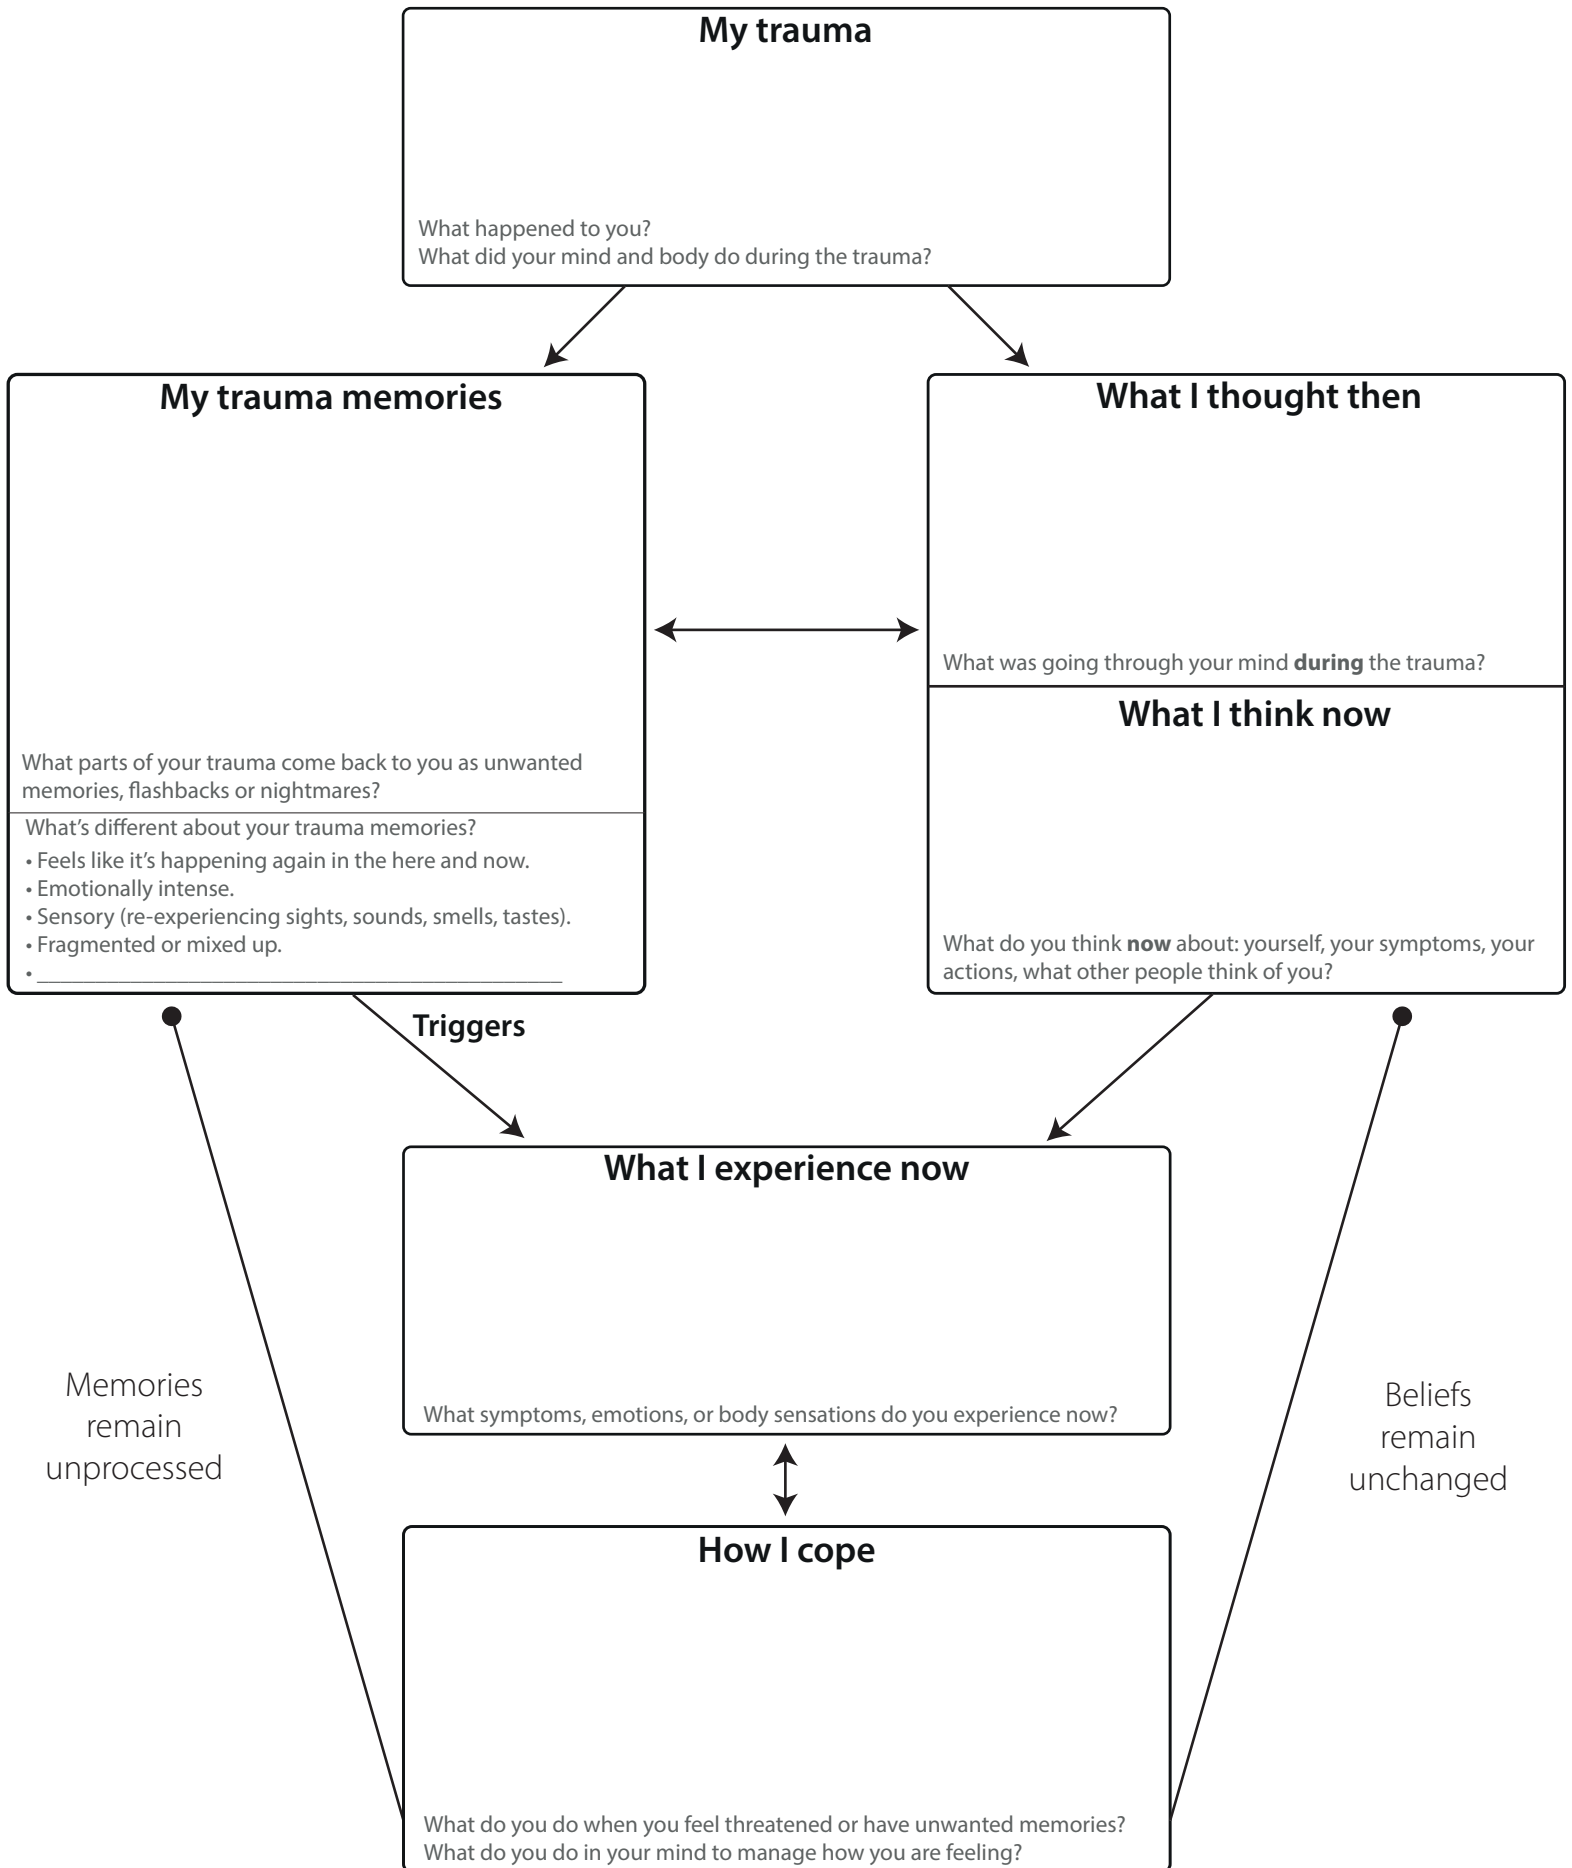 My trauma
What happened to you?
What did your mind and body do during the trauma?
My trauma memories
What parts of your trauma come back to you as unwanted
memories, flashbacks or nightmares?
What's different about your trauma memories?
• Feels like it's happening again in the here and now.
• Emotionally intense.
• Sensory (re-experiencing sights, sounds, smells, tastes).
• Fragmented or mixed up.
• _______________________________________________
What I thought then
What was going through your mind during the trauma?
What I think now
What do you think now about: yourself, your symptoms, your
actions, what other people think of you?
Triggers
What I experience now
What symptoms, emotions, or body sensations do you experience now?
Memories
remain
unprocessed
Beliefs
remain
unchanged
How I cope
What do you do when you feel threatened or have unwanted memories?
What do you do in your mind to manage how you are feeling?